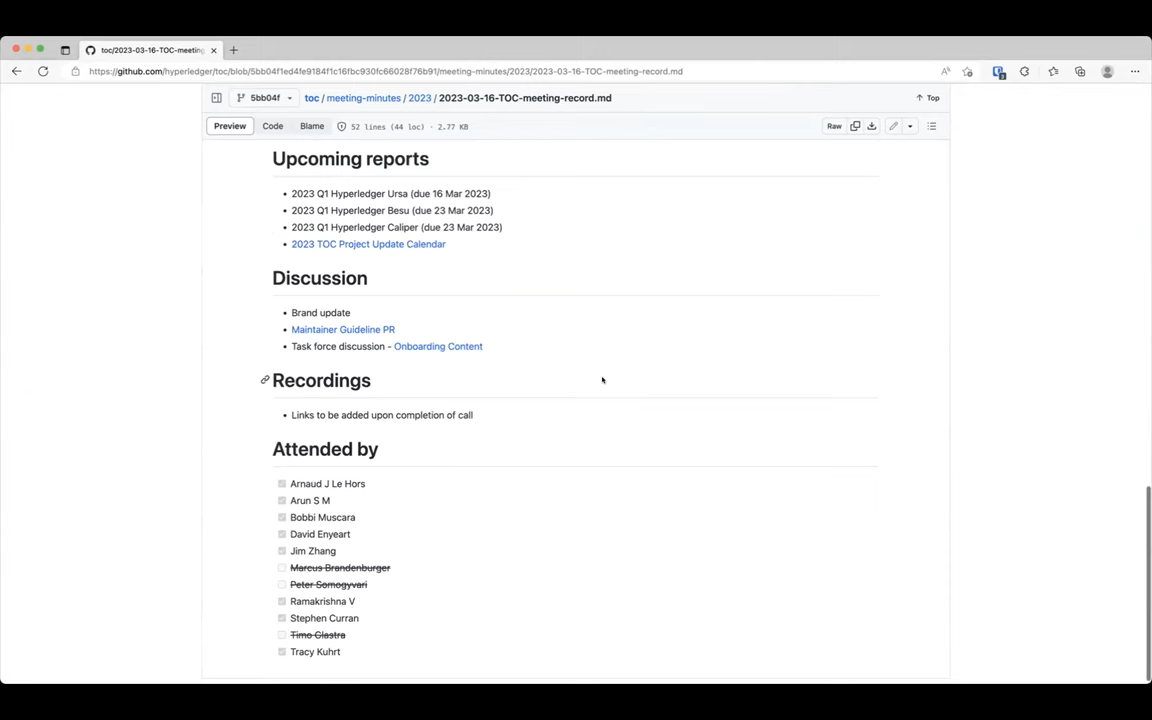 toc/2023-03-16-TOC-meeting
https://github.com/hyperledger/toc/blob/5bb04f1ed4fe9184f1c16fbc930fc66028f76b91/meeting-minutes/2023/2023-03-16-TOC-meeting-record.md
5bb04f toc / meeting-minutes / 2023 / 2023-03-16-TOC-meeting-record.md Top
Preview Code Blame 52 lines (44 loc) · 2.77 KB Raw
Upcoming reports
• 2023 Q1 Hyperledger Ursa (due 16 Mar 2023)
• 2023 Q1 Hyperledger Besu (due 23 Mar 2023)
• 2023 Q1 Hyperledger Caliper (due 23 Mar 2023)
• 2023 TOC Project Update Calendar
Discussion
• Brand update
• Maintainer Guideline PR
• Task force discussion - Onboarding Content
Recordings
• Links to be added upon completion of call
Attended by
Arnaud J Le Hors
Arun S M
Bobbi Muscara
David Enyeart
Jim Zhang
Marcus Brandenburger
Peter Somogyvari
Ramakrishna V
Stephen Curran
Timo Glastra
Tracy Kuhrt